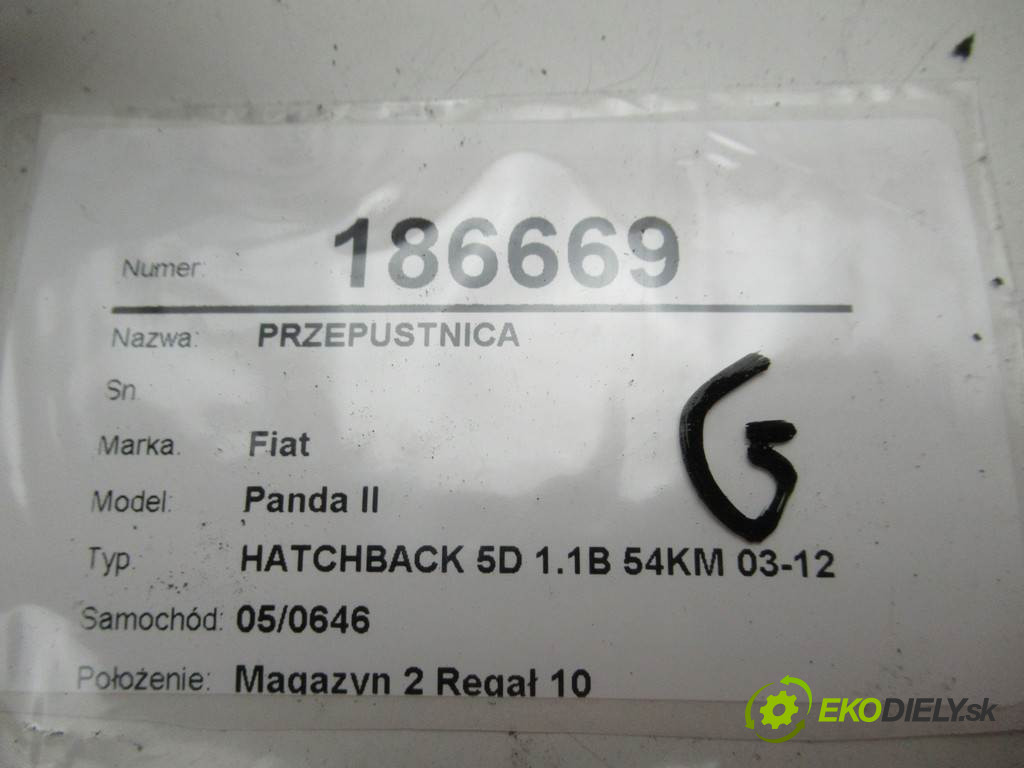 Numer: 186669
Nazwa: PRZEPUSTNICA
Sn
Marka. Fiat
Model: Panda II
Typ. HATCHBACK 5D 1.1B 54KM 03-12
Samochód: 05/0646
Położenie: Magazyn 2 Regał 10
G
EKODIELY.sk